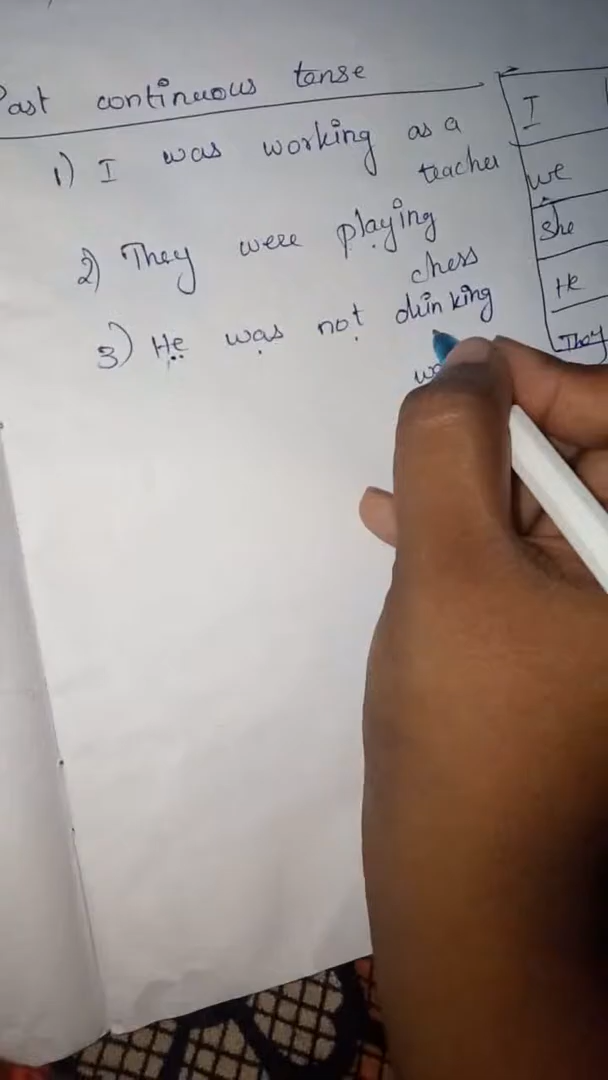 Past continuous tense
1) I was working as a
teacher
2) They were playing
chess
3) He was not drinking
I
we
She
He
They